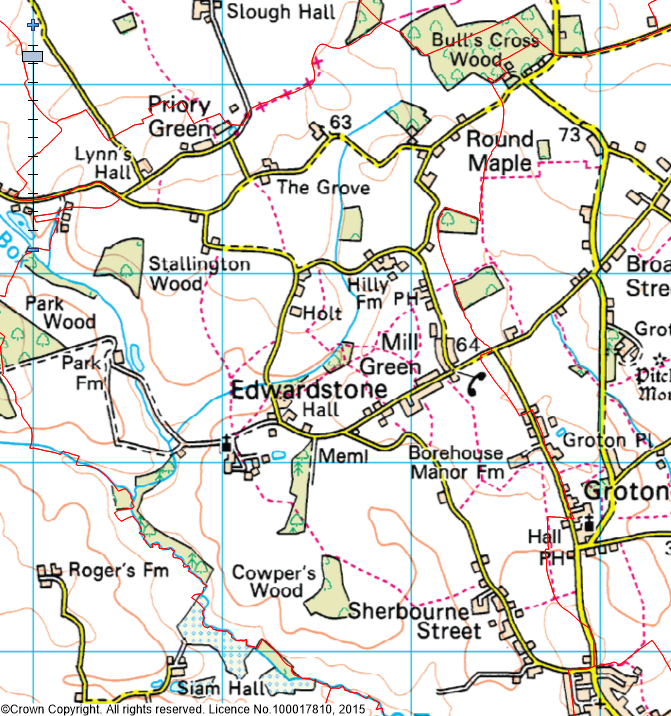 Slough Hall
Bull's Cross
Wood
Priory
Green
63
Round
Maple
73
Lynn's
Hall
The Grove
Bo
Stallington
Wood
Hilly
Fm
PH
Broa
Stre
Park
Wood
Holt
Mill
Green
64
Grot
Park
Fm
Pitch
Mor
Edwardstone
Hall
Meml
Borehouse
Manor Fm
Groton Pl
Groton
Hall
PH
3
Roger's Fm
Cowper's
Wood
Sherbourne
Street
Siam Hall
©Crown Copyright. All rights reserved. Licence No.100017810, 2015